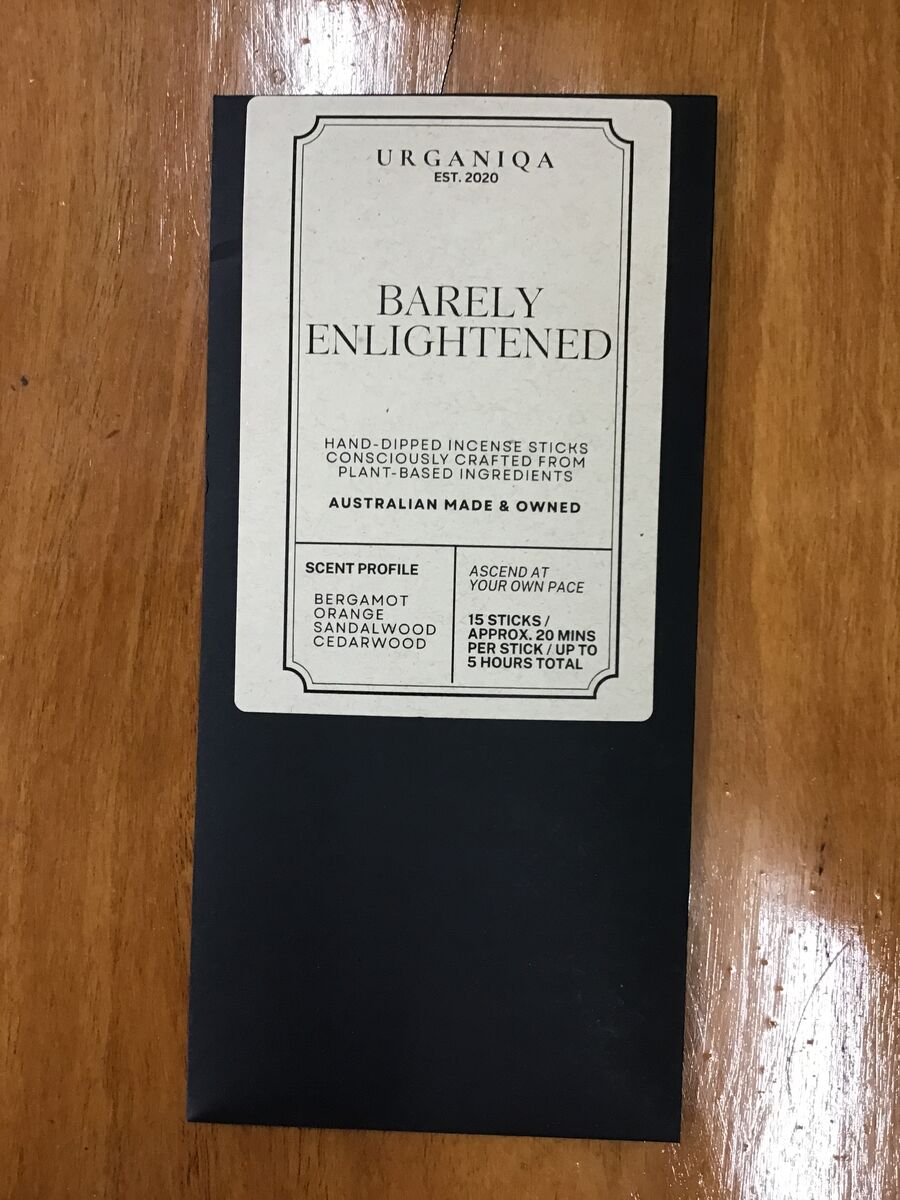 URGANIQA
EST. 2020
BARELY
ENLIGHTENED
HAND-DIPPED INCENSE STICKS
CONSCIOUSLY CRAFTED FROM
PLANT-BASED INGREDIENTS
AUSTRALIAN MADE & OWNED
SCENT PROFILE
BERGAMOT
ORANGE
SANDALWOOD
CEDARWOOD
ASCEND AT
YOUR OWN PACE
15 STICKS /
APPROX. 20 MINS
PER STICK / UP TO
5 HOURS TOTAL